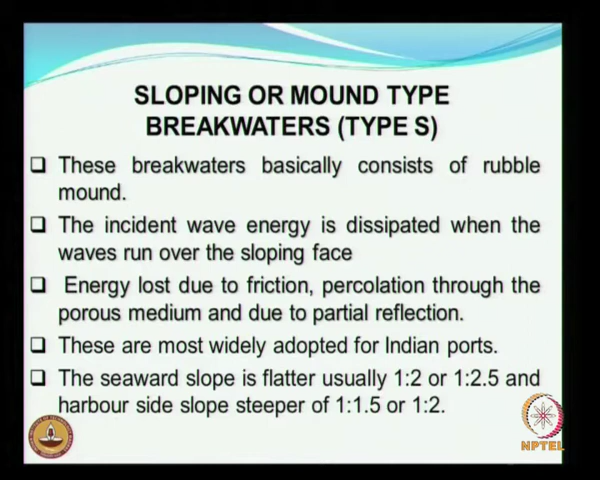 SLOPING OR MOUND TYPE
BREAKWATERS (TYPE S)
❑ These breakwaters basically consists of rubble
mound.
❑ The incident wave energy is dissipated when the
waves run over the sloping face
❑ Energy lost due to friction, percolation through the
porous medium and due to partial reflection.
❑ These are most widely adopted for Indian ports.
❑ The seaward slope is flatter usually 1:2 or 1:2.5 and
harbour side slope steeper of 1:1.5 or 1:2.
NPTEL